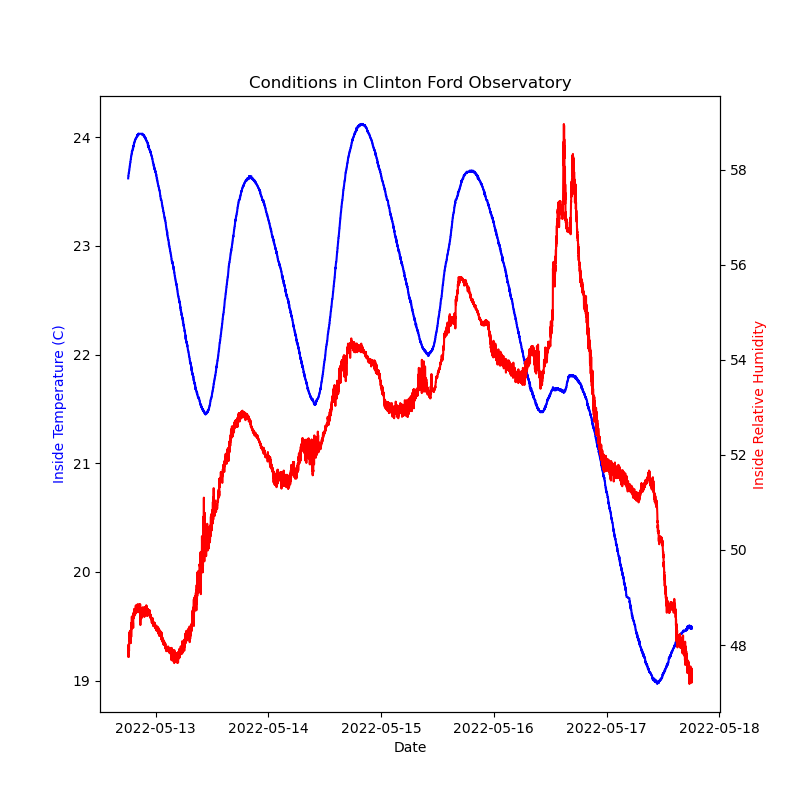 Conditions in Clinton Ford Observatory
24
23
22
21
20
19
Inside Temperature (C)
58
56
54
52
50
48
Inside Relative Humidity
2022-05-13 2022-05-14 2022-05-15 2022-05-16 2022-05-17 2022-05-18
Date